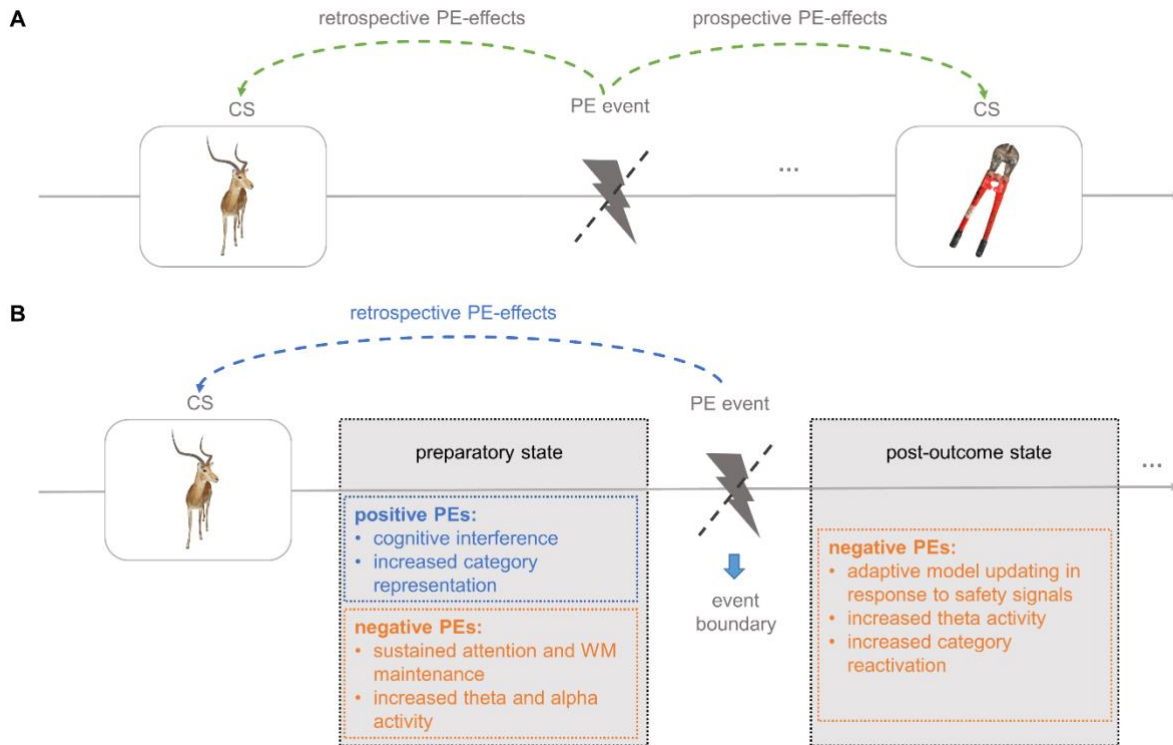 A
retrospective PE-effects
prospective PE-effects
CS
PE event
CS
...
B
retrospective PE-effects
CS
PE event
preparatory state
post-outcome state
...
positive PEs:
• cognitive interference
• increased category
representation
negative PEs:
• sustained attention and WM
maintenance
• increased theta and alpha
activity
event
boundary
negative PEs:
• adaptive model updating in
response to safety signals
• increased theta activity
• increased category
reactivation